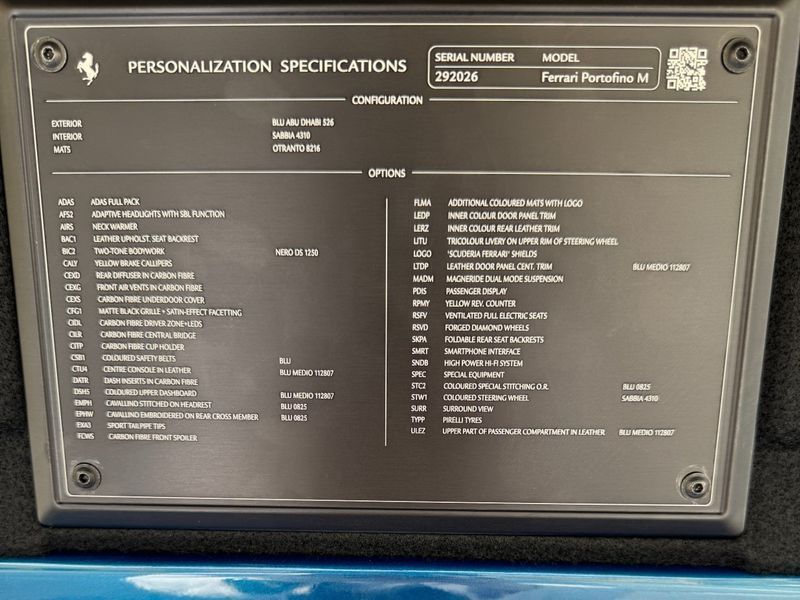 PERSONALIZATION SPECIFICATIONS
SERIAL NUMBER MODEL
292026 Ferrari Portofino M
CONFIGURATION
EXTERIOR BLU ABU DHABI 526
INTERIOR SABBIA 4310
MATS OTRANTO 8216
OPTIONS
ADAS ADAS FULL PACK
AFS2 ADAPTIVE HEADLIGHTS WITH SBL FUNCTION
AIRS NECK WARMER
BAC1 LEATHER UPHOLST. SEAT BACKREST
BIC2 TWO-TONE BODYWORK NERO DS 1250
CALY YELLOW BRAKE CALLIPERS
CEXD REAR DIFFUSER IN CARBON FIBRE
CEXG FRONT AIR VENTS IN CARBON FIBRE
CEXS CARBON FIBRE UNDERDOOR COVER
CFG1 MATTE BLACK GRILLE + SATIN-EFFECT FACETTING
CIDL CARBON FIBRE DRIVER ZONE+LEDS
CILR CARBON FIBRE CENTRAL BRIDGE
CITP CARBON FIBRE CUP HOLDER
CSB1 COLOURED SAFETY BELTS BLU
CTU4 CENTRE CONSOLE IN LEATHER BLU MEDIO 112807
DATR DASH INSERTS IN CARBON FIBRE
DSH5 COLOURED UPPER DASHBOARD BLU MEDIO 112807
EMPH CAVALLINO STITCHED ON HEADREST BLU 0825
EPHW CAVALLINO EMBROIDERED ON REAR CROSS MEMBER BLU 0825
EXA3 SPORT TAILPIPE TIPS
FCWS CARBON FIBRE FRONT SPOILER
FLMA ADDITIONAL COLOURED MATS WITH LOGO
LEDP INNER COLOUR DOOR PANEL TRIM
LERZ INNER COLOUR REAR LEATHER TRIM
LITU TRICOLOUR LIVERY ON UPPER RIM OF STEERING WHEEL
LOGO 'SCUDERIA FERRARI' SHIELDS
LTDP LEATHER DOOR PANEL CENT. TRIM BLU MEDIO 112807
MADM MAGNERIDE DUAL MODE SUSPENSION
PDIS PASSENGER DISPLAY
RPMY YELLOW REV. COUNTER
RSFV VENTILATED FULL ELECTRIC SEATS
RSVD FORGED DIAMOND WHEELS
SKPA FOLDABLE REAR SEAT BACKRESTS
SMRT SMARTPHONE INTERFACE
SNDB HIGH POWER HI-FI SYSTEM
SPEC SPECIAL EQUIPMENT
STC2 COLOURED SPECIAL STITCHING O.R. BLU 0825
STW1 COLOURED STEERING WHEEL SABBIA 4310
SURR SURROUND VIEW
TYPP PIRELLI TYRES
ULEZ UPPER PART OF PASSENGER COMPARTMENT IN LEATHER BLU MEDIO 112807